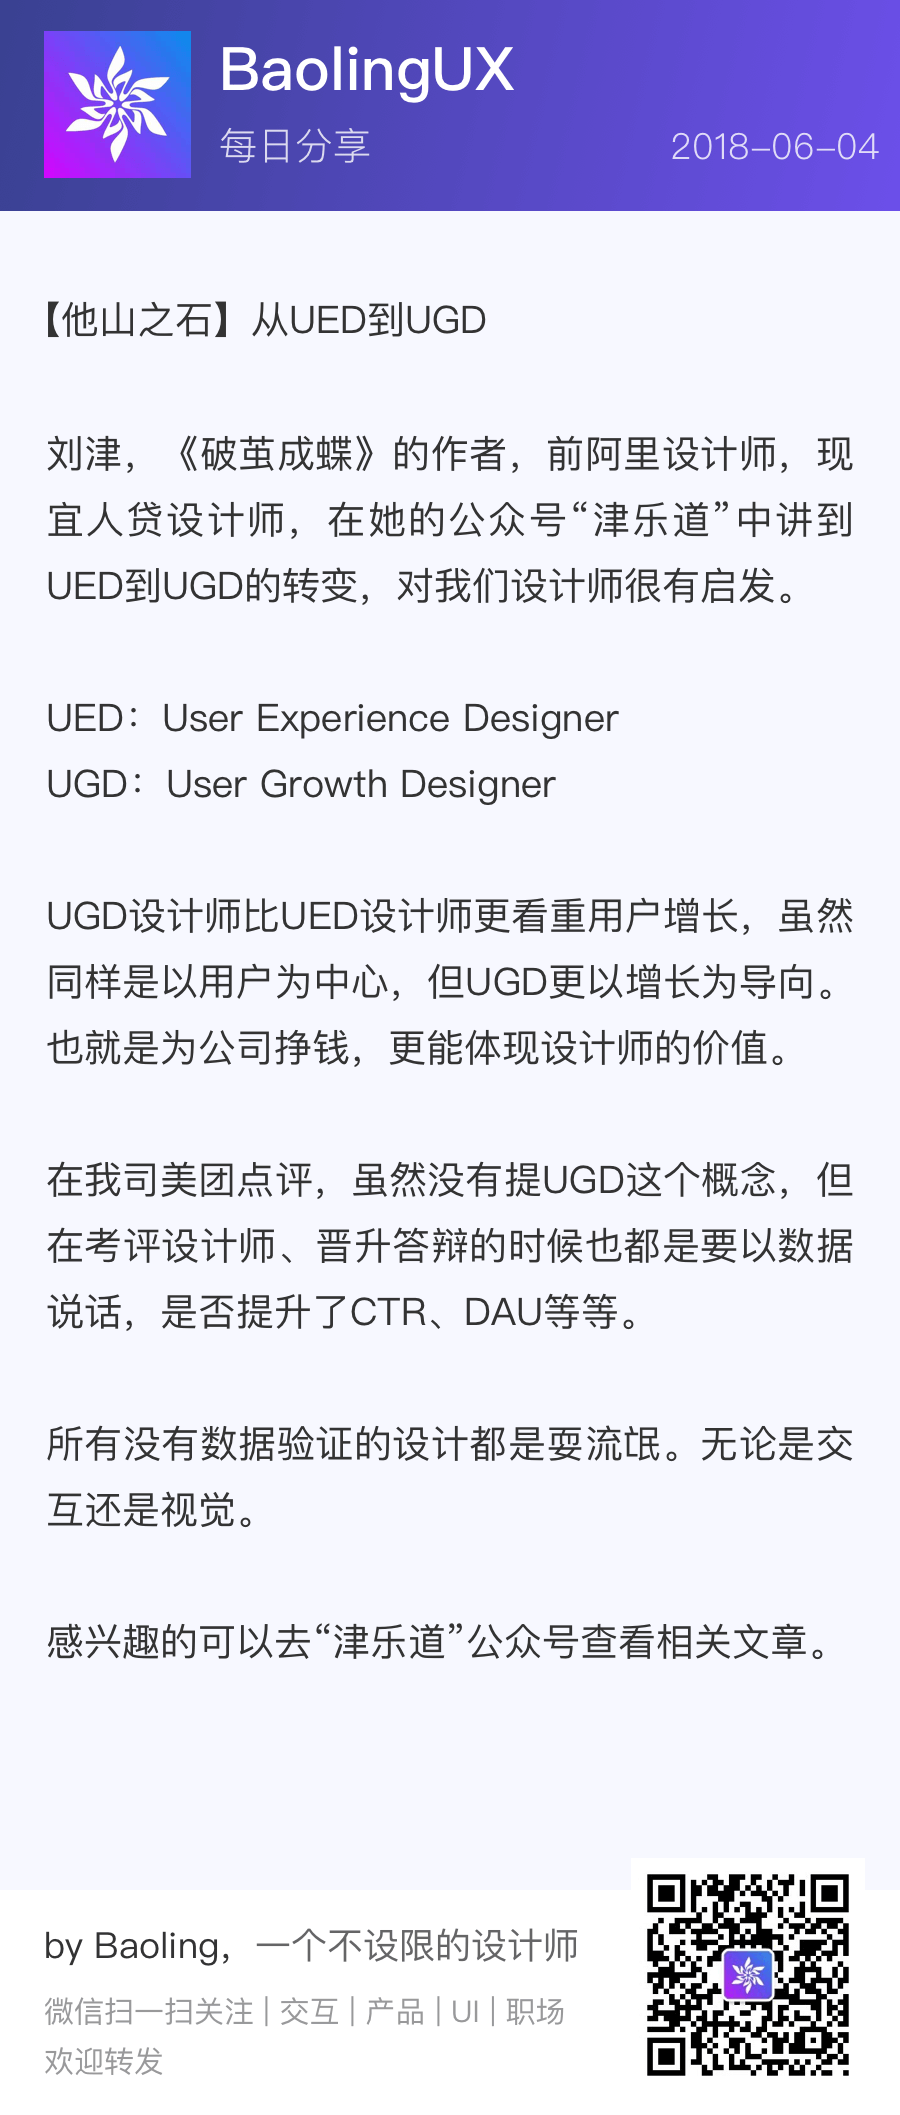 BaolingUX
每日分享
2018-06-04
【他山之石】从UED到UGD
刘津，《破茧成蝶》的作者，前阿里设计师，现
宜人贷设计师，在她的公众号“津乐道”中讲到
UED到UGD的转变，对我们设计师很有启发。
UED：User Experience Designer
UGD：User Growth Designer
UGD设计师比UED设计师更看重用户增长，虽然
同样是以用户为中心，但UGD更以增长为导向。
也就是为公司挣钱，更能体现设计师的价值。
在我司美团点评，虽然没有提UGD这个概念，但
在考评设计师、晋升答辩的时候也都是要以数据
说话，是否提升了CTR、DAU等等。
所有没有数据验证的设计都是耍流氓。无论是交
互还是视觉。
感兴趣的可以去“津乐道”公众号查看相关文章。
by Baoling，一个不设限的设计师
微信扫一扫关注 | 交互 | 产品 | UI | 职场
欢迎转发